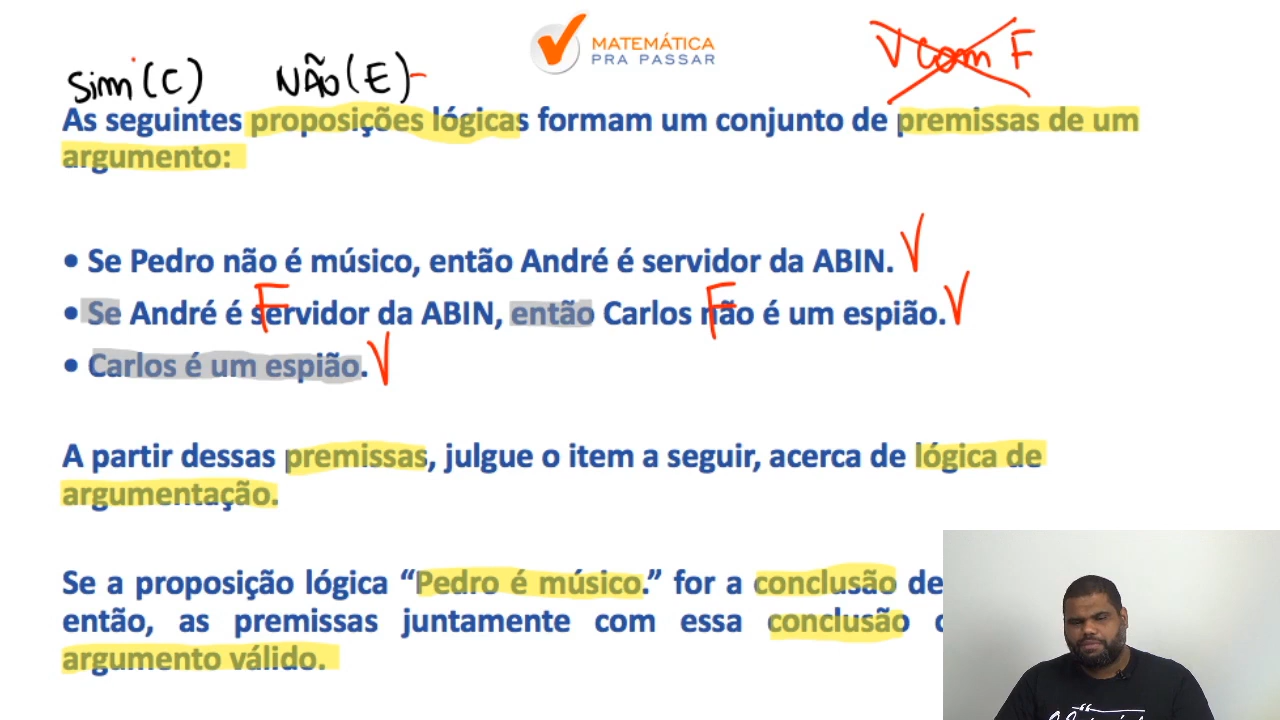 MATEMÁTICA
PRA PASSAR
V com F
Sim (C) NÃO (E)
As seguintes proposições lógicas formam um conjunto de premissas de um
argumento:
• Se Pedro não é músico, então André é servidor da ABIN. V
F F
• Se André é servidor da ABIN, então Carlos não é um espião. V
• Carlos é um espião. V
A partir dessas premissas, julgue o item a seguir, acerca de lógica de
argumentação.
Se a proposição lógica “Pedro é músico.” for a conclusão de
então, as premissas juntamente com essa conclusão
argumento válido.